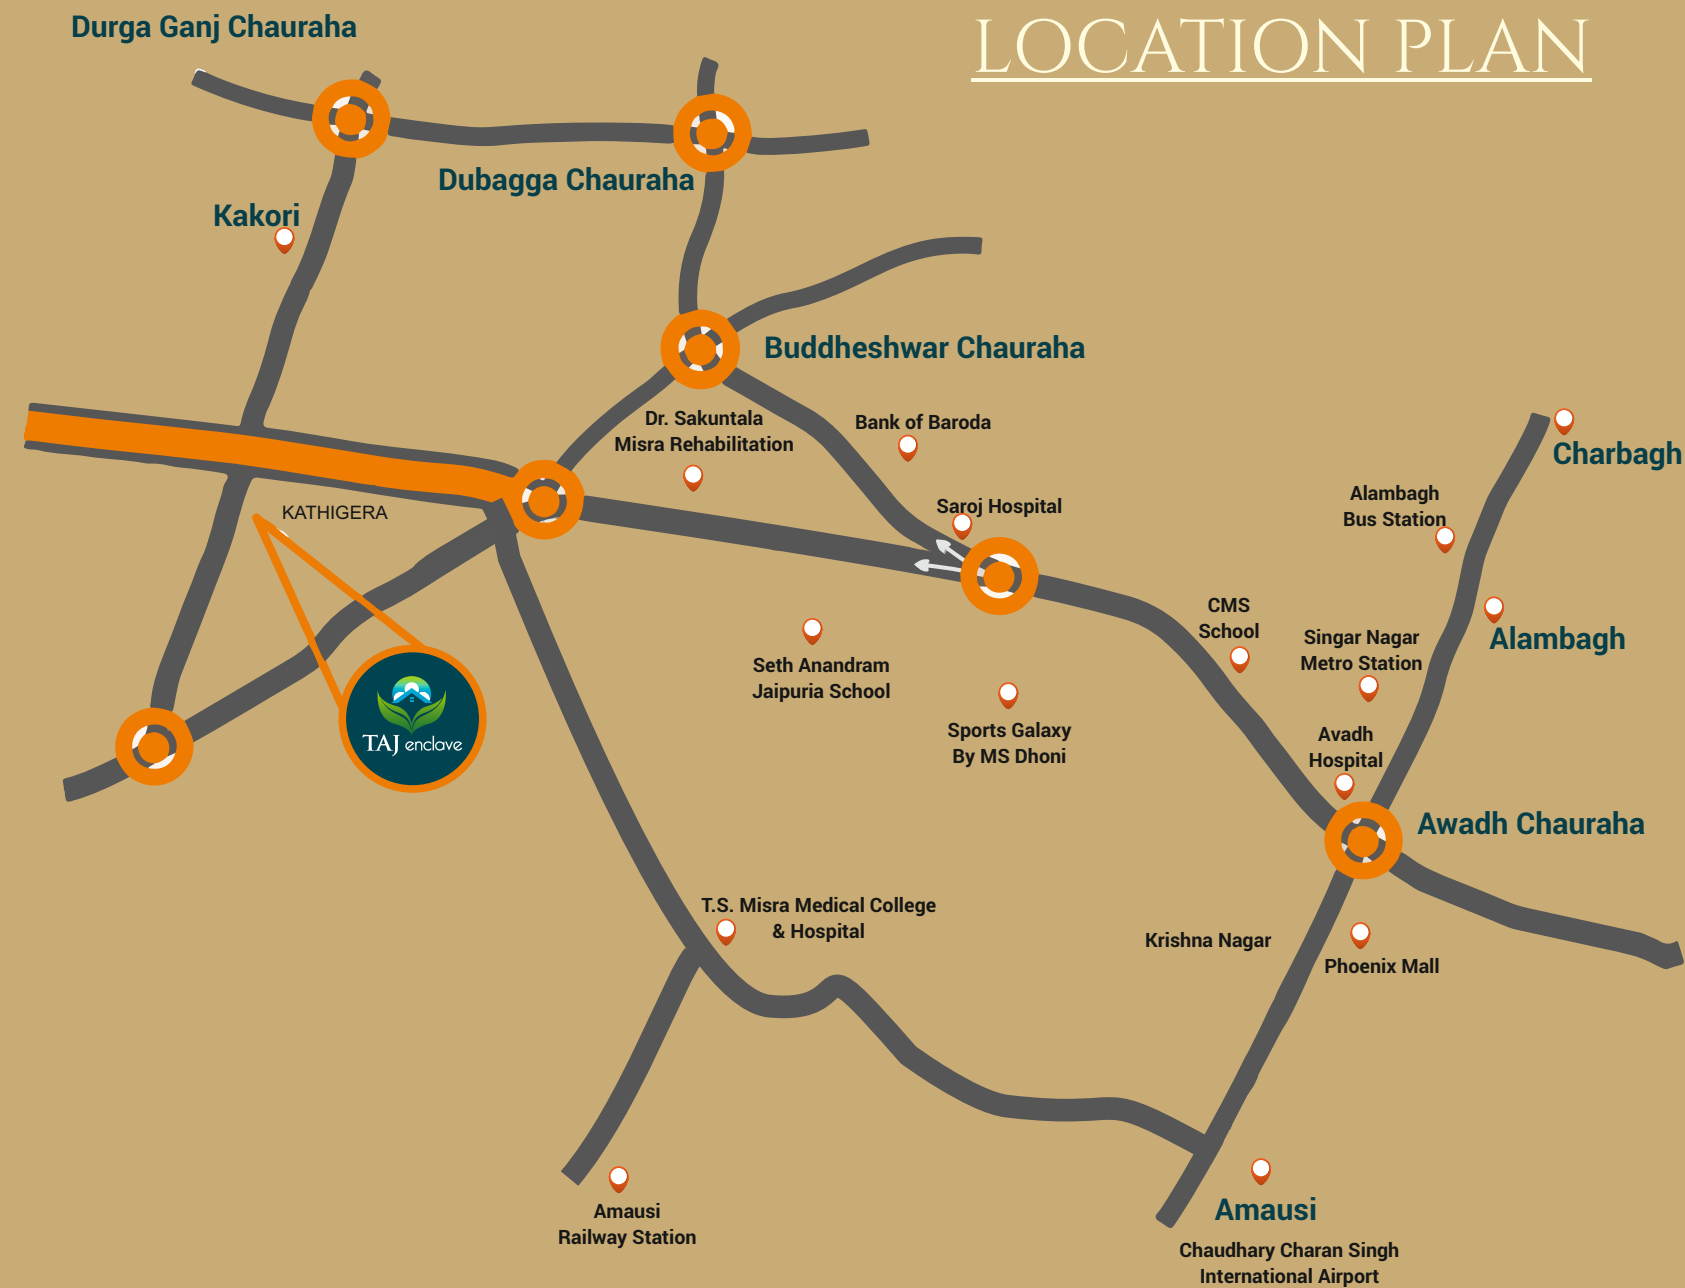 Durga Ganj Chauraha
LOCATION PLAN
Dubagga Chauraha
Kakori
Buddheshwar Chauraha
Dr. Sakuntala
Misra Rehabilitation
Bank of Baroda
Charbagh
KATHIGERA
Saroj Hospital
Alambagh
Bus Station
CMS
School
Singar Nagar
Metro Station
Alambagh
Seth Anandram
Jaipuria School
Sports Galaxy
By MS Dhoni
TAJ enclave
Avadh
Hospital
Awadh Chauraha
T.S. Misra Medical College
& Hospital
Krishna Nagar
Phoenix Mall
Amausi
Railway Station
Amausi
Chaudhary Charan Singh
International Airport